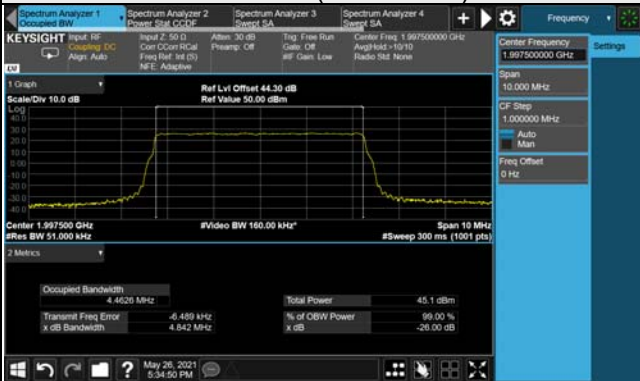 Spectrum Analyzer 1
Occupied BW
Spectrum Analyzer 2
Power Stat CCDF
Spectrum Analyzer 3
Swept SA
Spectrum Analyzer 4
Swept SA
Frequency
KEYSIGHT
Input: RF
Coupling: DC
Align: Auto
Input Z: 50 Ω
Corr CCorr RCal
Freq Ref: Int (S)
NFE: Adaptive
Atten: 30 dB
Preamp: Off
Trig: Free Run
Gate: Off
#IF Gain: Low
Center Freq: 1.997500000 GHz
Avg|Hold:>10/10
Radio Std: None
Center Frequency
1.997500000 GHz
Settings
Span
10.000 MHz
CF Step
1.000000 MHz
Auto
Man
Freq Offset
0 Hz
1 Graph
Scale/Div 10.0 dB
Ref Lvl Offset 44.30 dB
Ref Value 50.00 dBm
Log
40.0
30.0
20.0
10.0
0.00
-10.0
-20.0
-30.0
-40.0
Center 1.997500 GHz
#Res BW 51.000 kHz
#Video BW 160.00 kHz*
Span 10 MHz
#Sweep 300 ms (1001 pts)
2 Metrics
Occupied Bandwidth
4.4626 MHz
Total Power 45.1 dBm
Transmit Freq Error -6.489 kHz
% of OBW Power 99.00 %
x dB Bandwidth 4.842 MHz
x dB -26.00 dB
May 26, 2021
5:34:50 PM